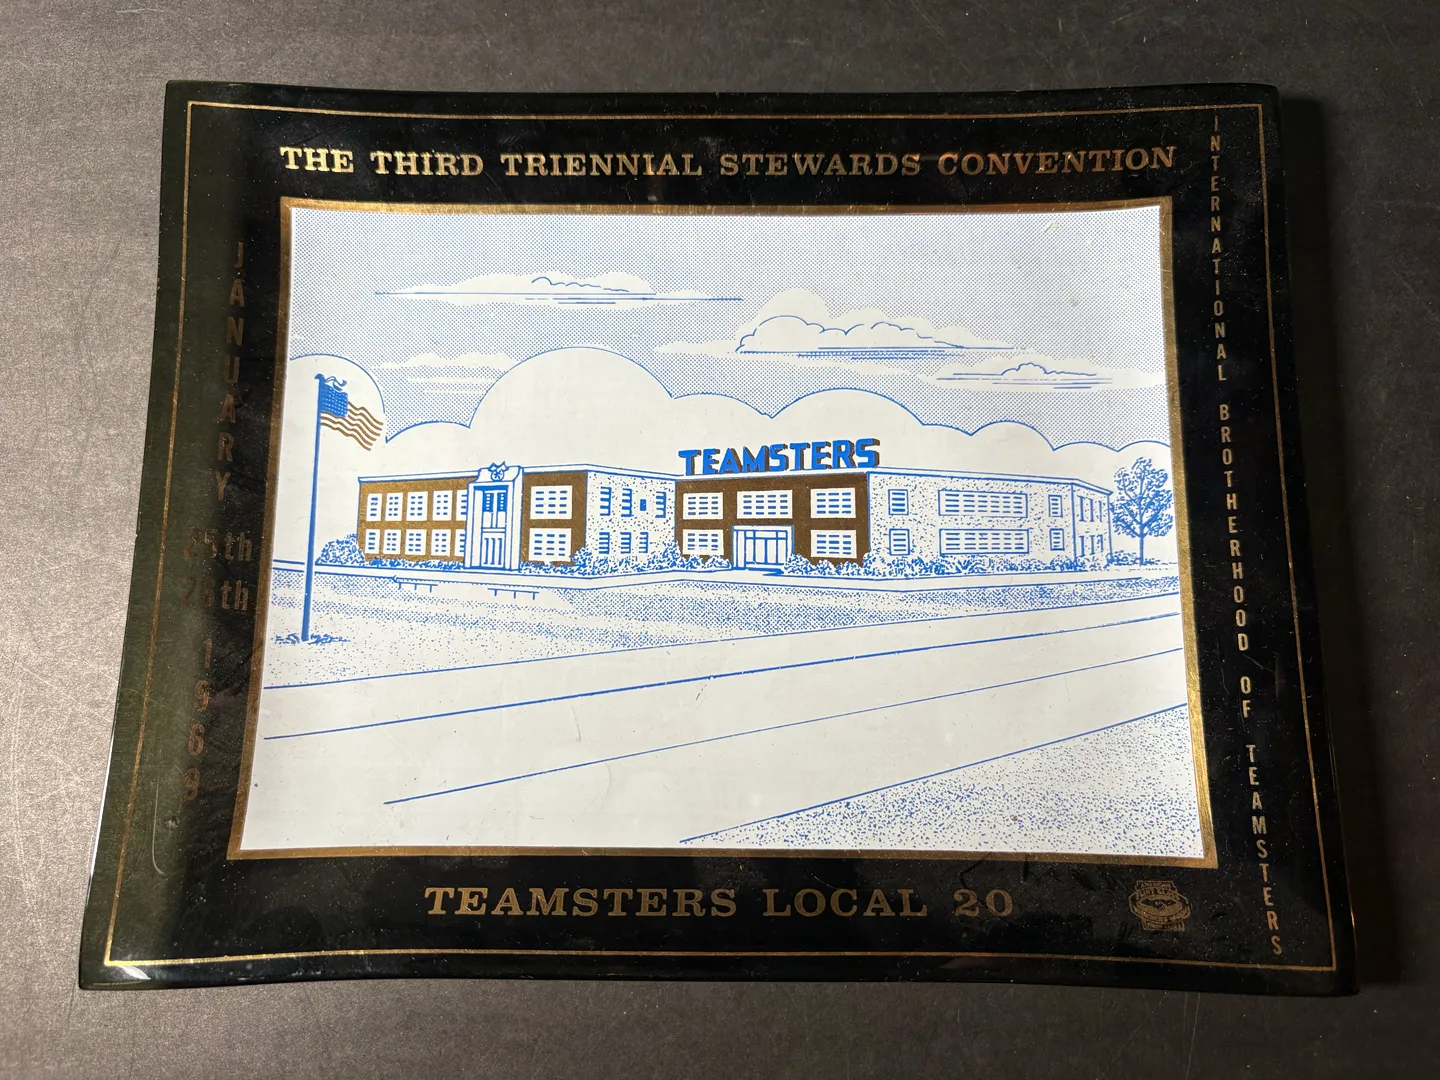 THE THIRD TRIENNIAL STEWARDS CONVENTION
JANUARY
25th
26th
1969
TEAMSTERS
INTERNATIONAL BROTHERHOOD OF TEAMSTERS
TEAMSTERS LOCAL 20